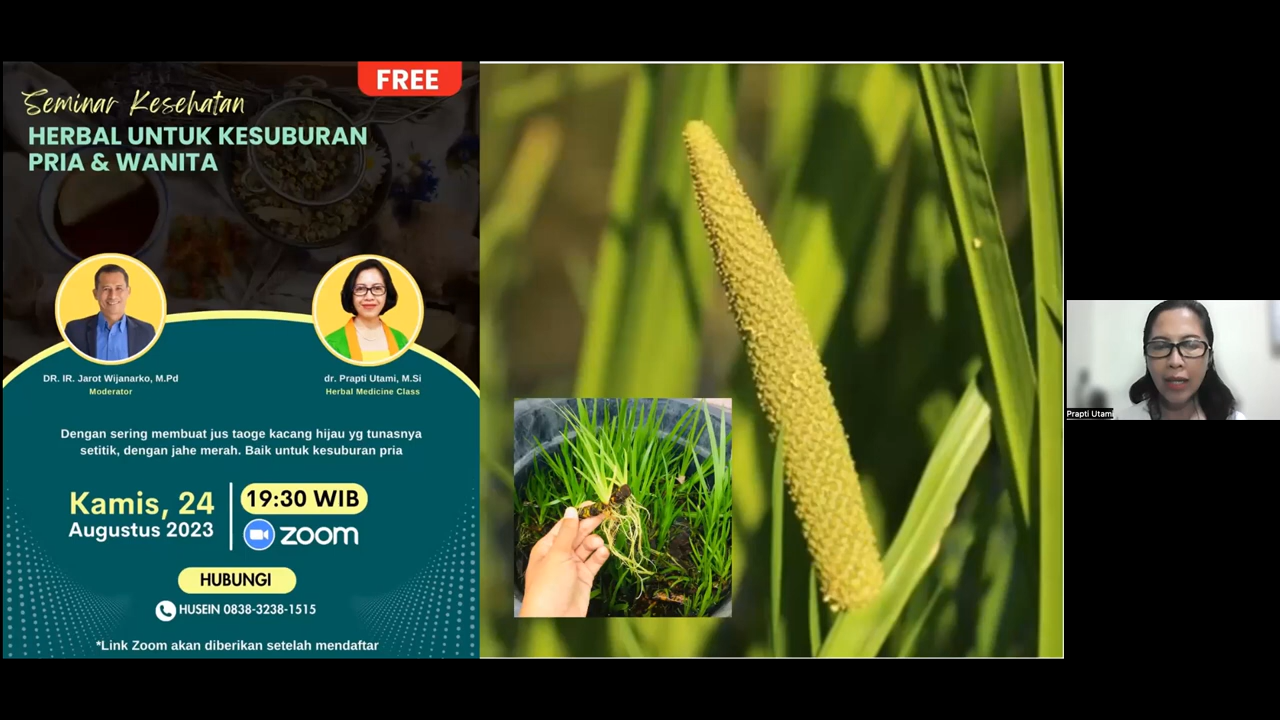 FREE
Seminar Kesehatan
HERBAL UNTUK KESUBURAN
PRIA & WANITA
DR. IR. Jarot Wijanarko, M.Pd
Moderator
dr. Prapti Utami, M.Si
Herbal Medicine Class
Dengan sering membuat jus taoge kacang hijau yg tunasnya
setitik, dengan jahe merah. Baik untuk kesuburan pria
Kamis, 24
Augustus 2023
19:30 WIB
zoom
HUBUNGI
HUSEIN 0838-3238-1515
*Link Zoom akan diberikan setelah mendaftar
Prapti Utami